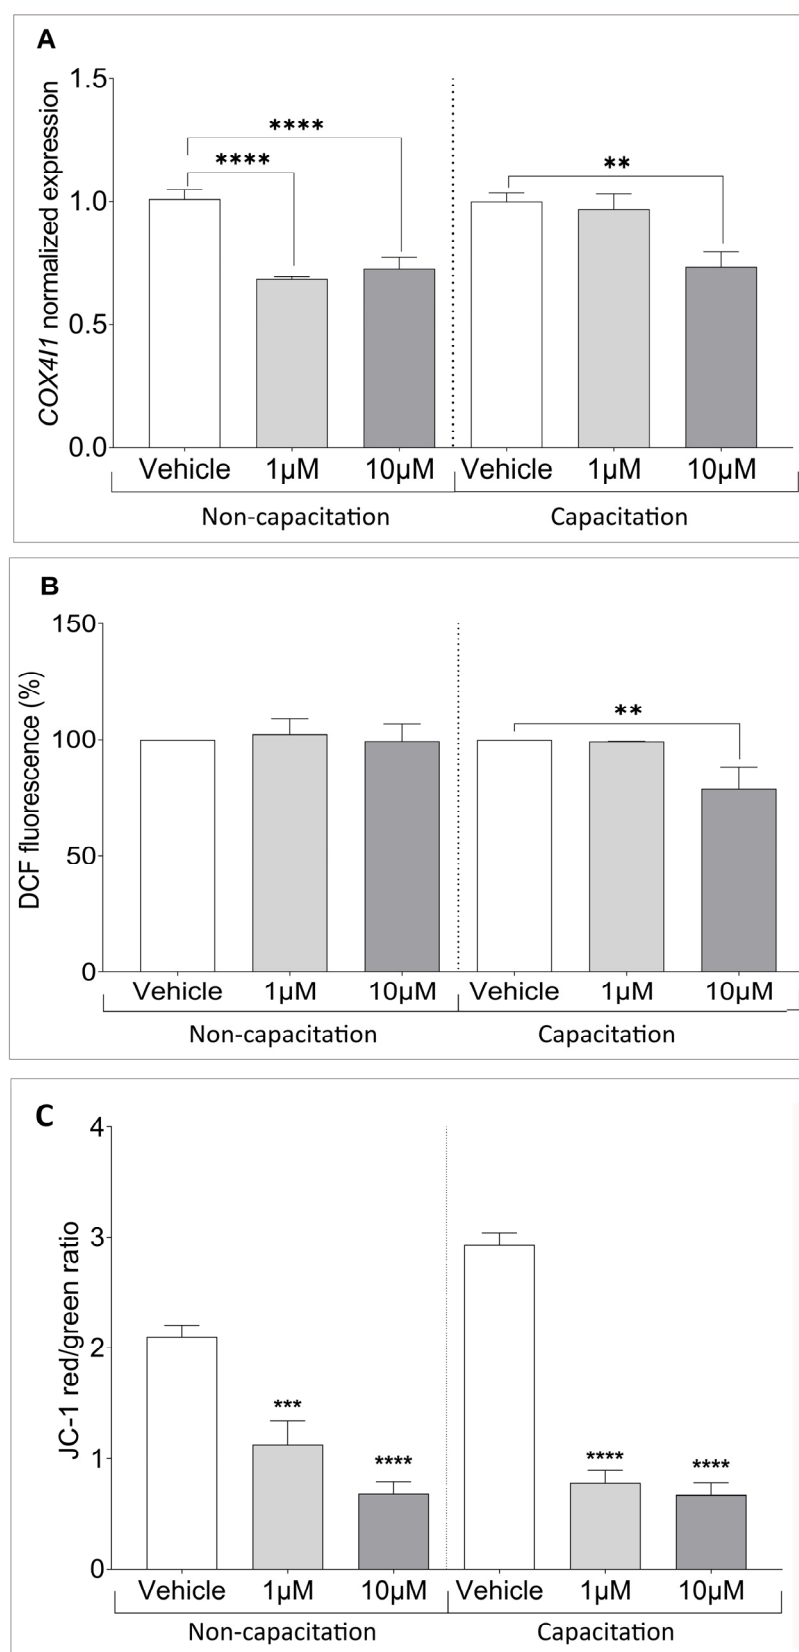 A
COX4I1 normalized expression
1.5
1.0
0.5
0.0
****
****
**
Vehicle 1µM 10µM Vehicle 1µM 10µM
Non-capacitation Capacitation
B
DCF fluorescence (%)
150
100
50
0
**
Vehicle 1µM 10µM Vehicle 1µM 10µM
Non-capacitation Capacitation
C
JC-1 red/green ratio
4
3
2
1
0
***
****
****
****
Vehicle 1µM 10µM Vehicle 1µM 10µM
Non-capacitation Capacitation